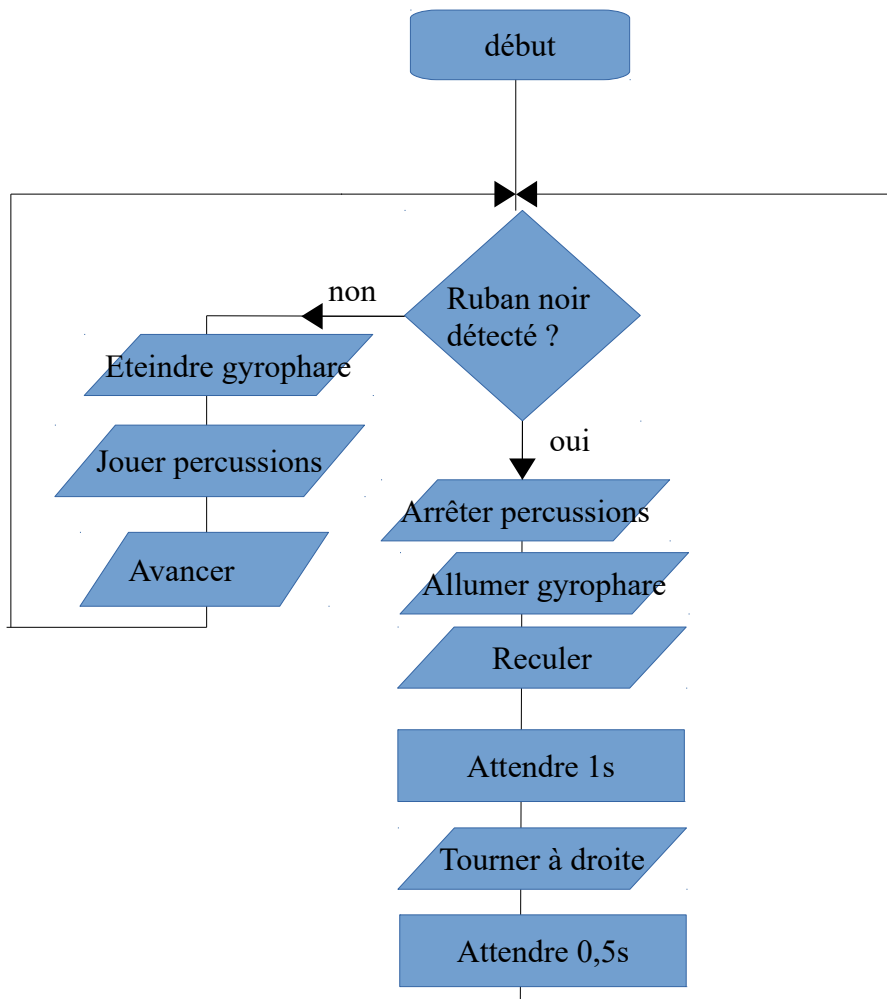 début
non
Ruban noir
détecté ?
Eteindre gyrophare
Jouer percussions
Avancer
oui
Arrêter percussions
Allumer gyrophare
Reculer
Attendre 1s
Tourner à droite
Attendre 0,5s